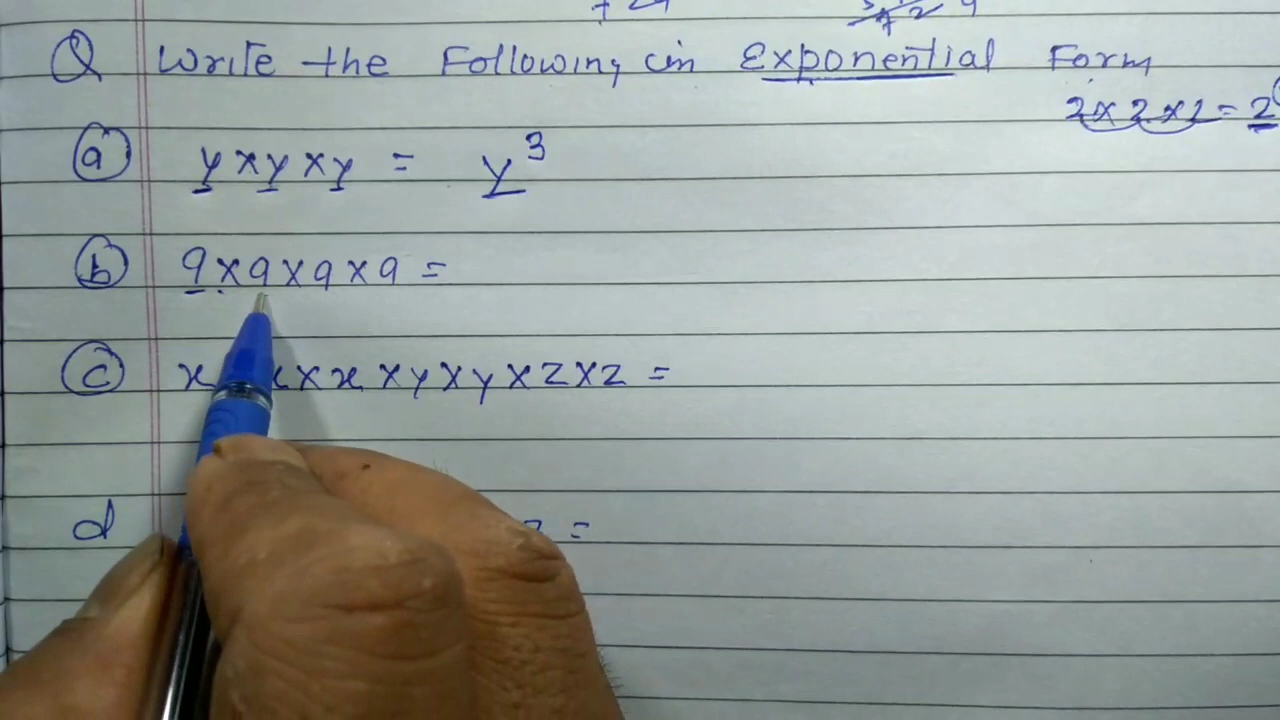 Q Write the Following in Exponential Form
2×2×2=2
a y×y×y = y³
b 9×9×9×9 =
c x x×x×y×y×z×z =
d =